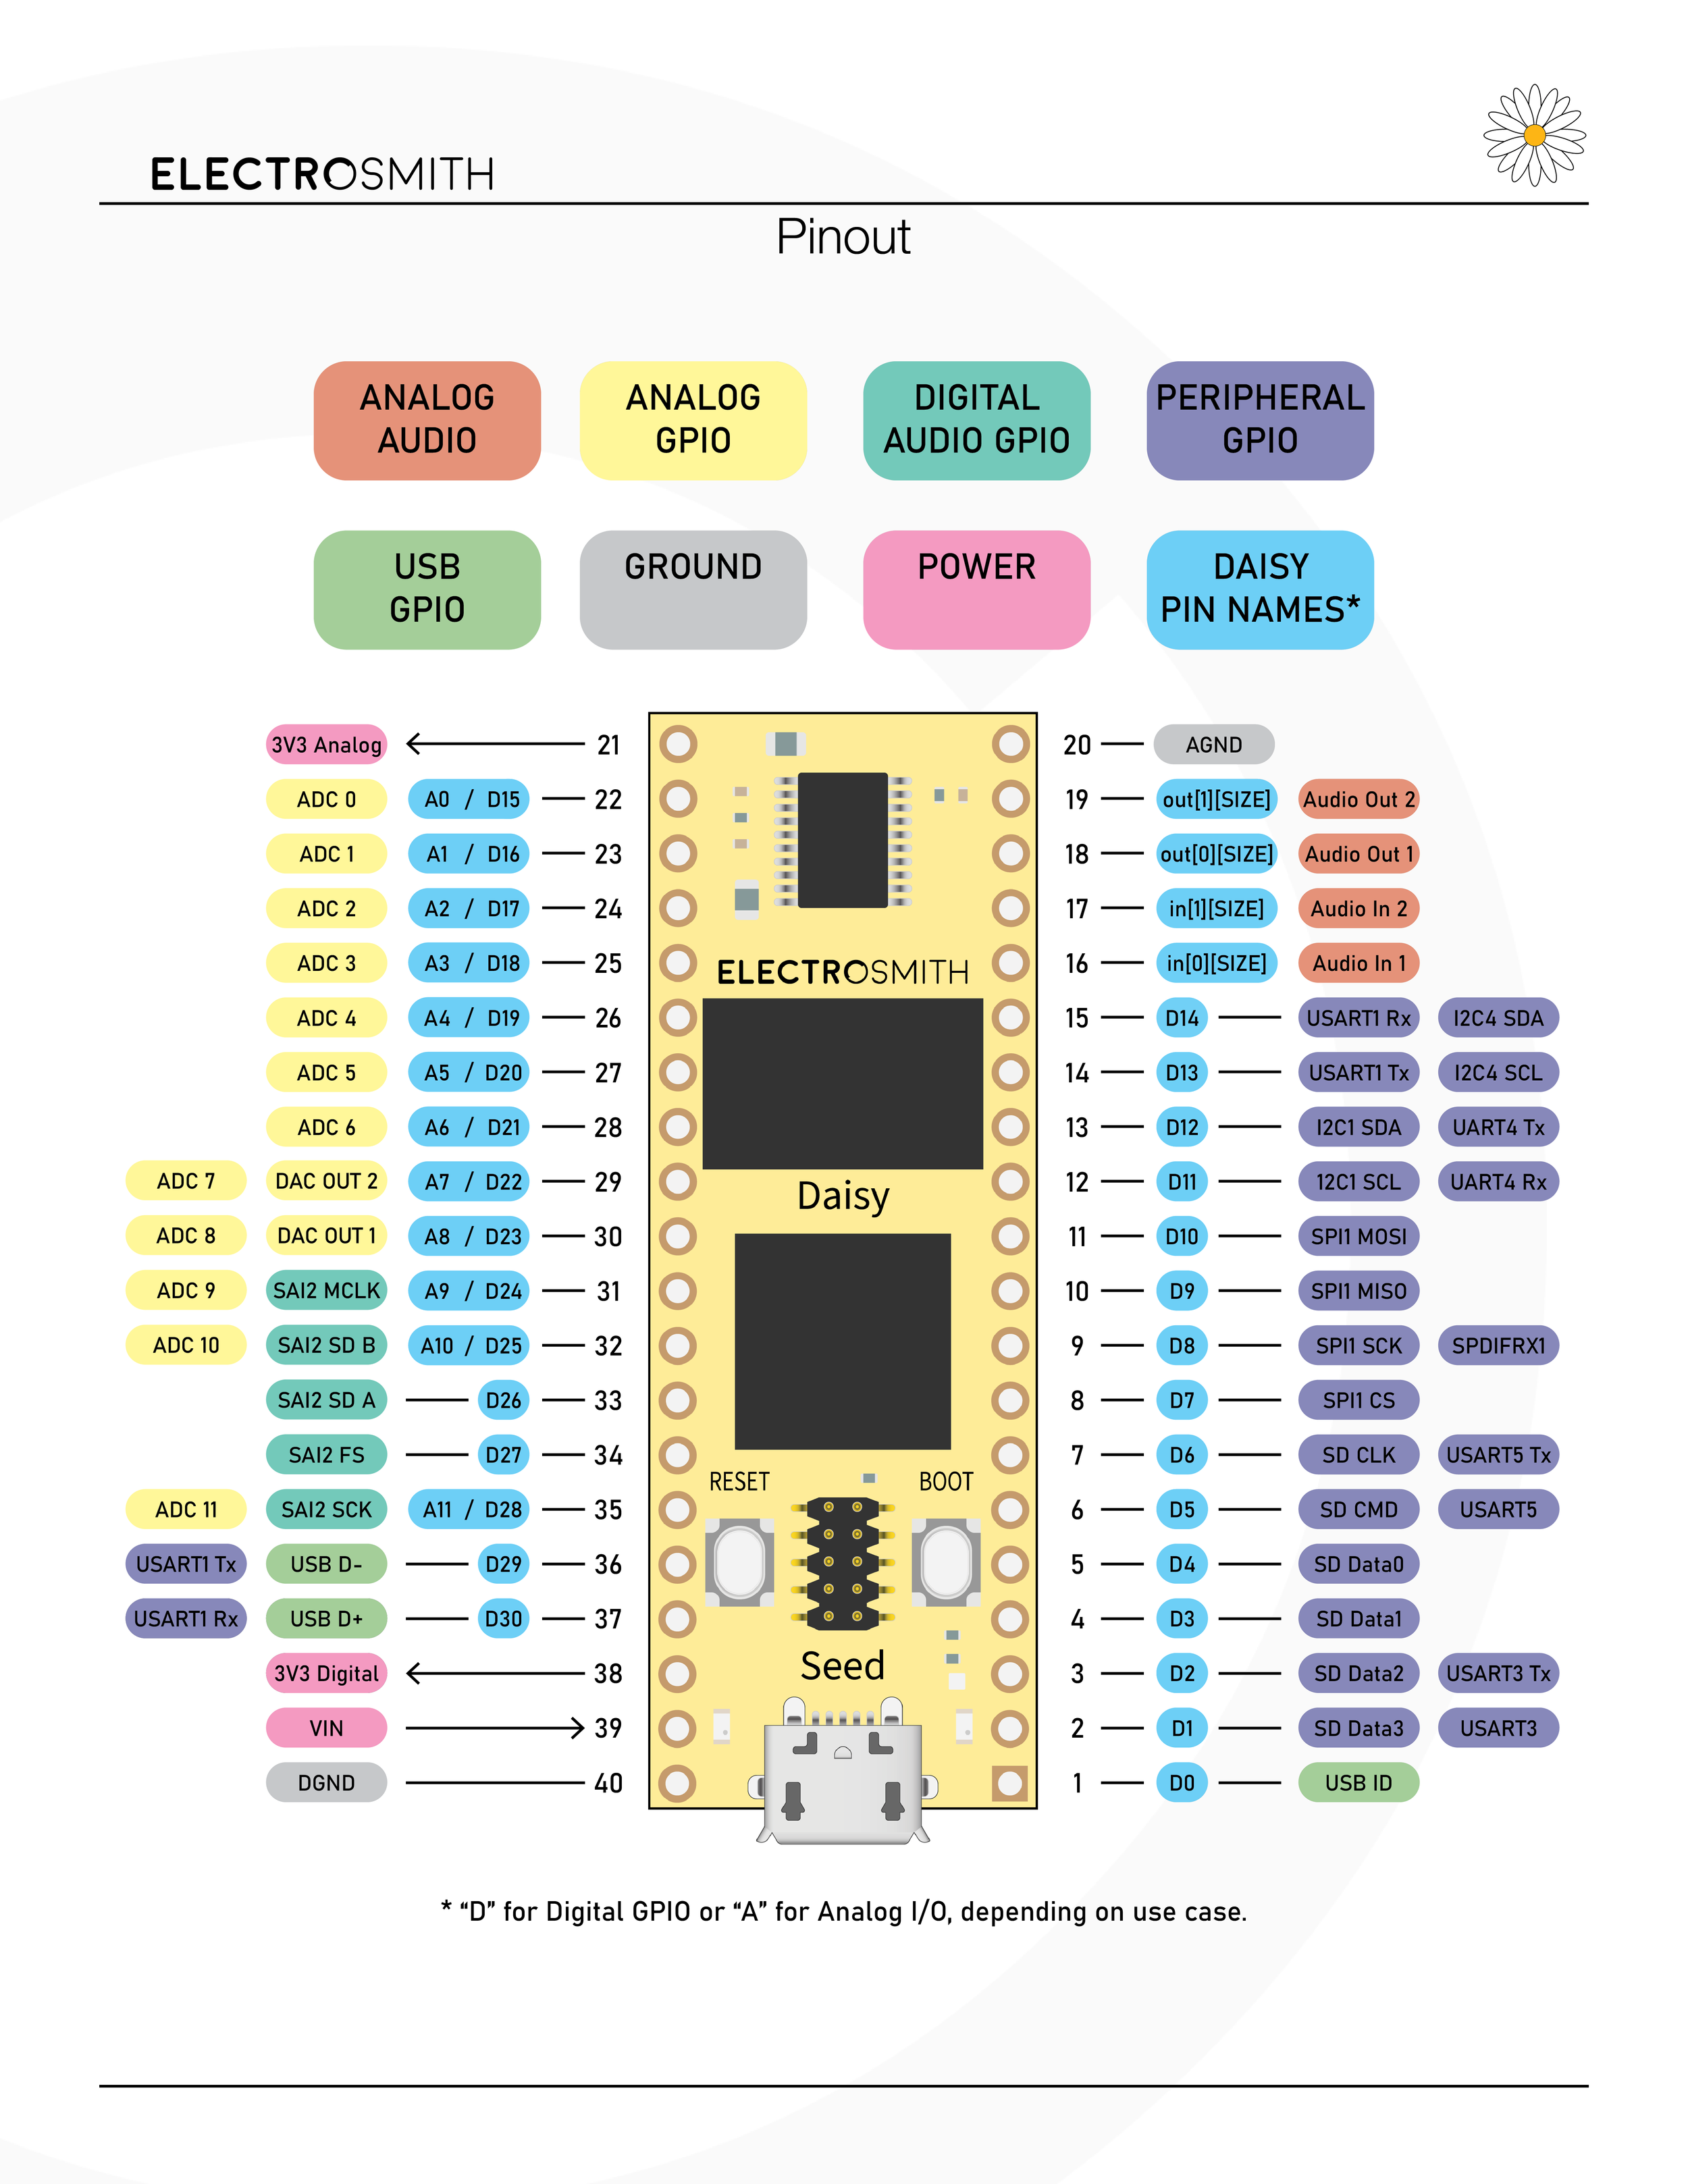 ELECTROSMITH
Pinout
ANALOG AUDIO
ANALOG GPIO
DIGITAL AUDIO GPIO
PERIPHERAL GPIO
USB GPIO
GROUND
POWER
DAISY PIN NAMES*
3V3 Analog 21
ADC 0 A0 / D15 22
ADC 1 A1 / D16 23
ADC 2 A2 / D17 24
ADC 3 A3 / D18 25
ADC 4 A4 / D19 26
ADC 5 A5 / D20 27
ADC 6 A6 / D21 28
ADC 7 DAC OUT 2 A7 / D22 29
ADC 8 DAC OUT 1 A8 / D23 30
ADC 9 SAI2 MCLK A9 / D24 31
ADC 10 SAI2 SD B A10 / D25 32
SAI2 SD A D26 33
SAI2 FS D27 34
ADC 11 SAI2 SCK A11 / D28 35
USART1 Tx USB D- D29 36
USART1 Rx USB D+ D30 37
3V3 Digital 38
VIN 39
DGND 40
ELECTROSMITH
Daisy
RESET BOOT
Seed
20 AGND
19 out[1][SIZE] Audio Out 2
18 out[0][SIZE] Audio Out 1
17 in[1][SIZE] Audio In 2
16 in[0][SIZE] Audio In 1
15 D14 USART1 Rx I2C4 SDA
14 D13 USART1 Tx I2C4 SCL
13 D12 I2C1 SDA UART4 Tx
12 D11 12C1 SCL UART4 Rx
11 D10 SPI1 MOSI
10 D9 SPI1 MISO
9 D8 SPI1 SCK SPDIFRX1
8 D7 SPI1 CS
7 D6 SD CLK USART5 Tx
6 D5 SD CMD USART5
5 D4 SD Data0
4 D3 SD Data1
3 D2 SD Data2 USART3 Tx
2 D1 SD Data3 USART3
1 D0 USB ID
* “D” for Digital GPIO or “A” for Analog I/O, depending on use case.